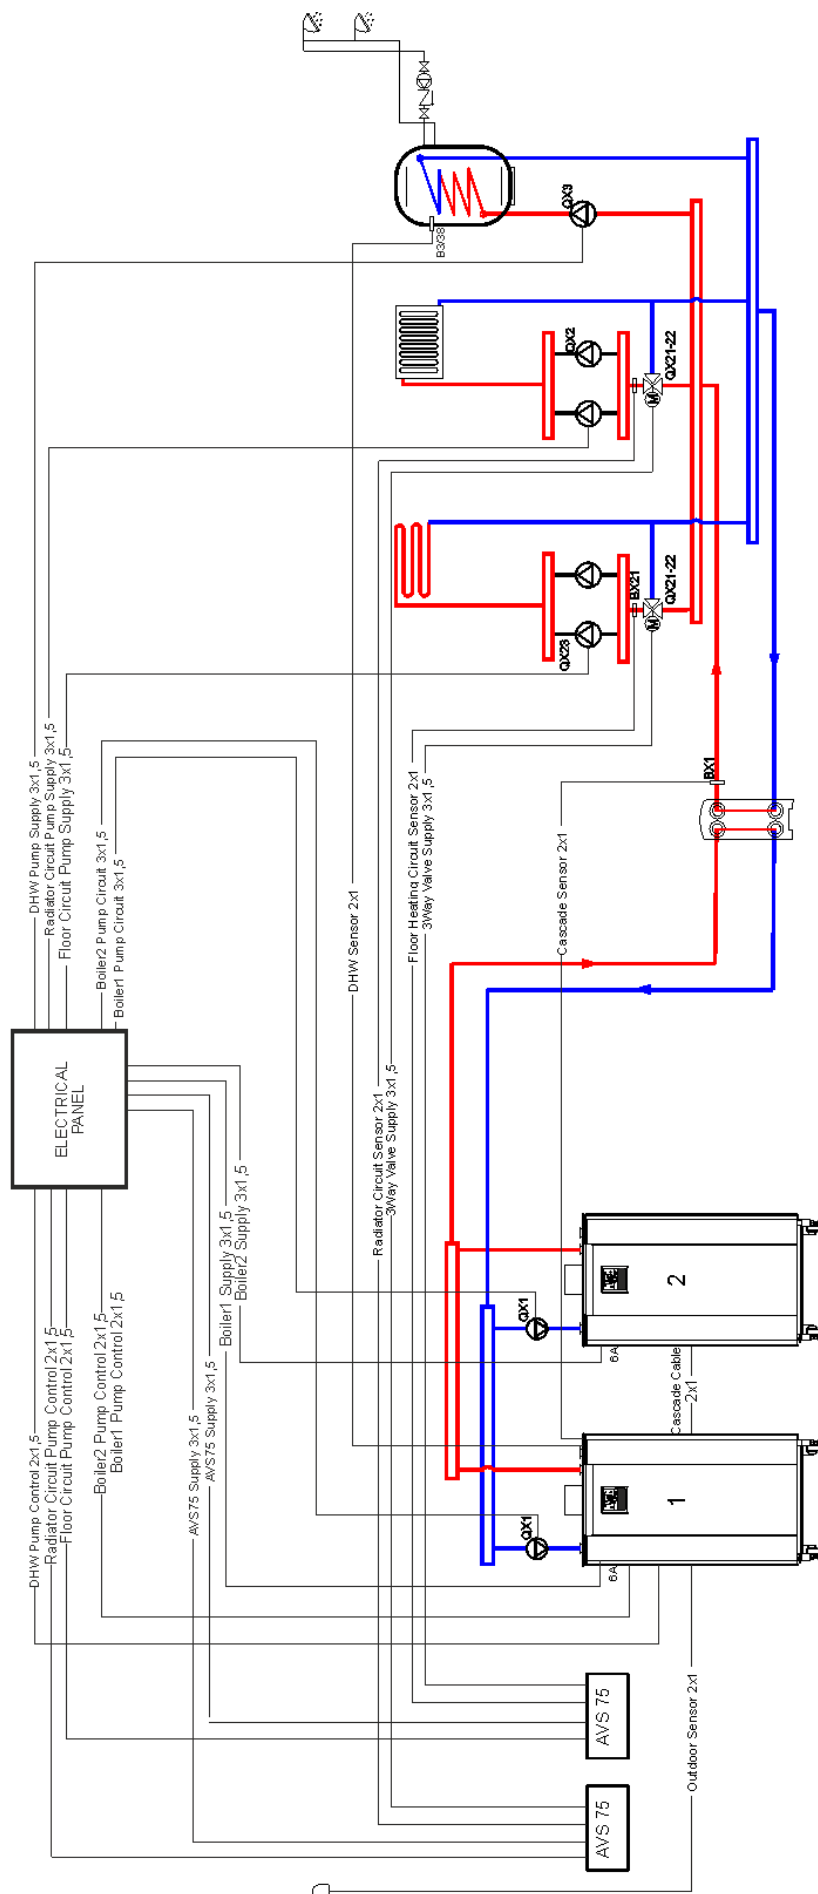 B3/38
QX3
QX2
QX21-22
M
BX21
QX21-22
M
QX23
DHW Pump Supply 3x1,5
Radiator Circuit Pump Supply 3x1,5
Floor Circuit Pump Supply 3x1,5
Boiler2 Pump Circuit 3x1,5
Boiler1 Pump Circuit 3x1,5
DHW Sensor 2x1
Floor Heating Circuit Sensor 2x1
3Way Valve Supply 3x1,5
Cascade Sensor 2x1
BX1
ELECTRICAL
PANEL
Radiator Circuit Sensor 2x1
3Way Valve Supply 3x1,5
Boiler1 Supply 3x1,5
Boiler2 Supply 3x1,5
AVS75 Supply 3x1,5
AVS75 Supply 3x1,5
DHW Pump Control 2x1,5
Radiator Circuit Pump Control 2x1,5
Floor Circuit Pump Control 2x1,5
Boiler2 Pump Control 2x1,5
Boiler1 Pump Control 2x1,5
QX1
2
6A
Cascade Cable
2x1
QX1
1
6A
AVS 75
AVS 75
Outdoor Sensor 2x1